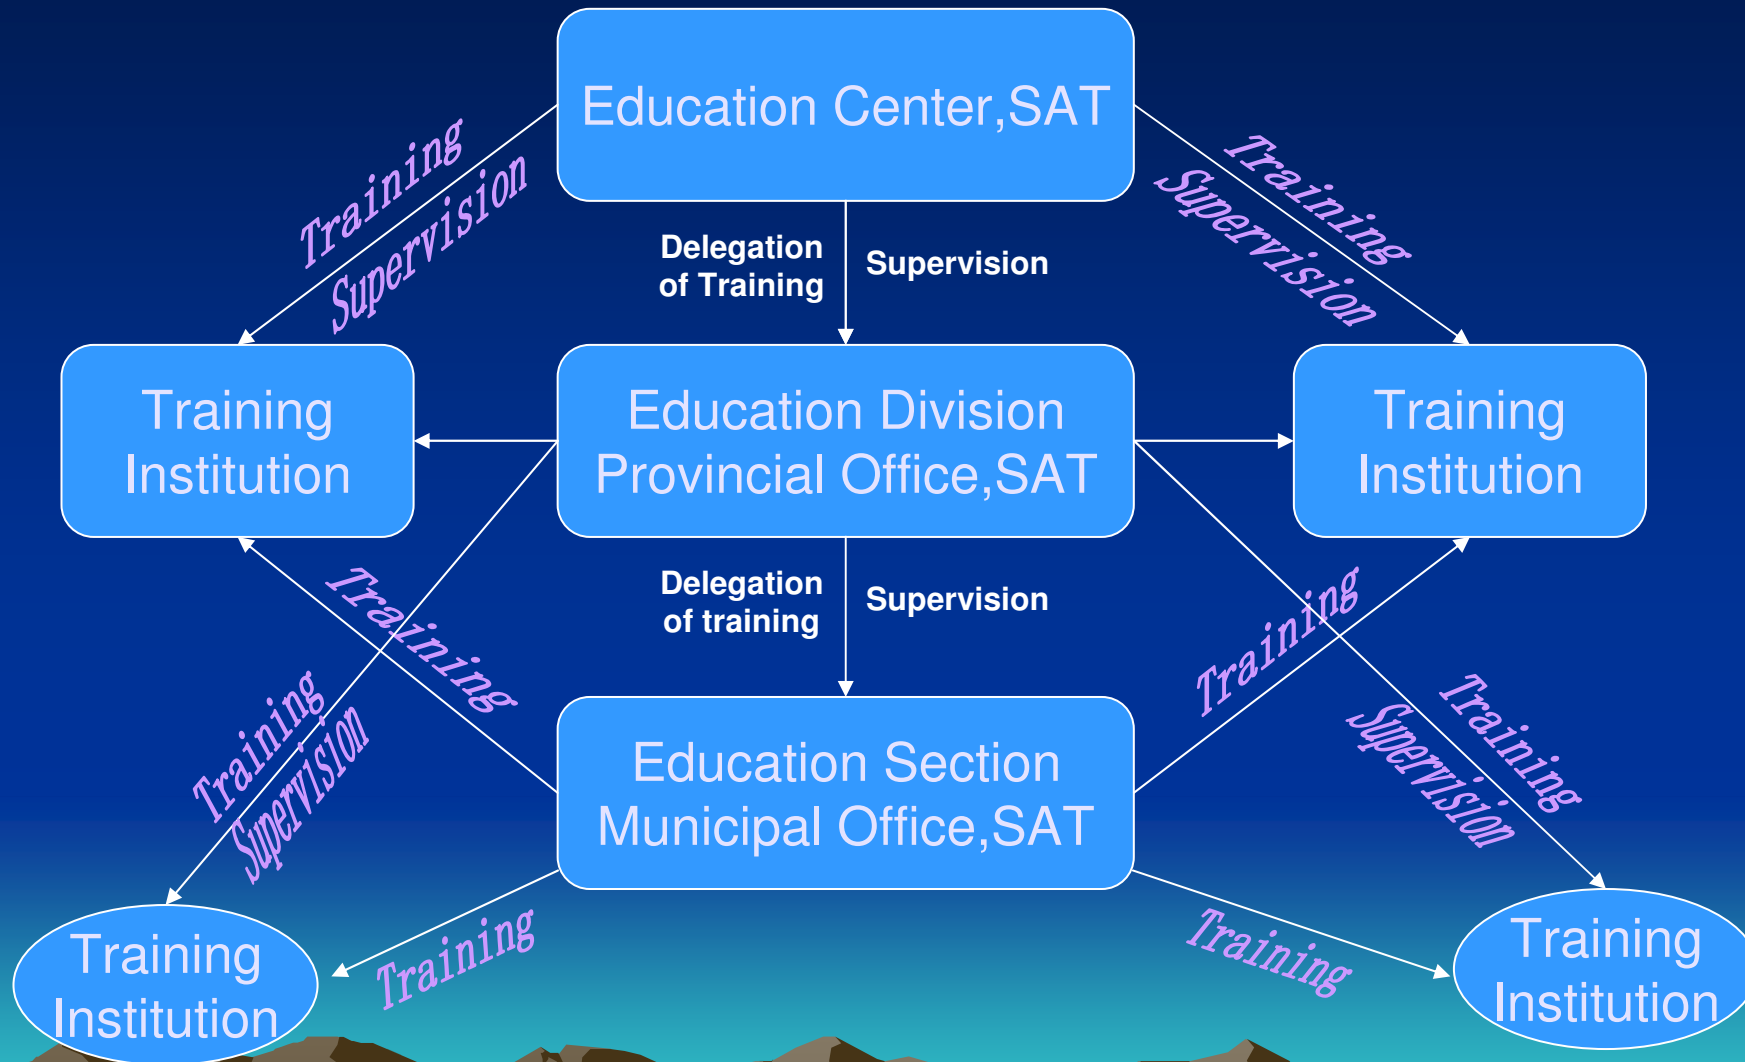 Education Center,SAT
Training
Supervision
Training
Supervision
Delegation
of Training
Supervision
Training
Institution
Education Division
Provincial Office,SAT
Training
Institution
Training
Delegation
of training
Supervision
Training
Training
Supervision
Training
Supervision
Education Section
Municipal Office,SAT
Training
Training
Training
Institution
Training
Institution